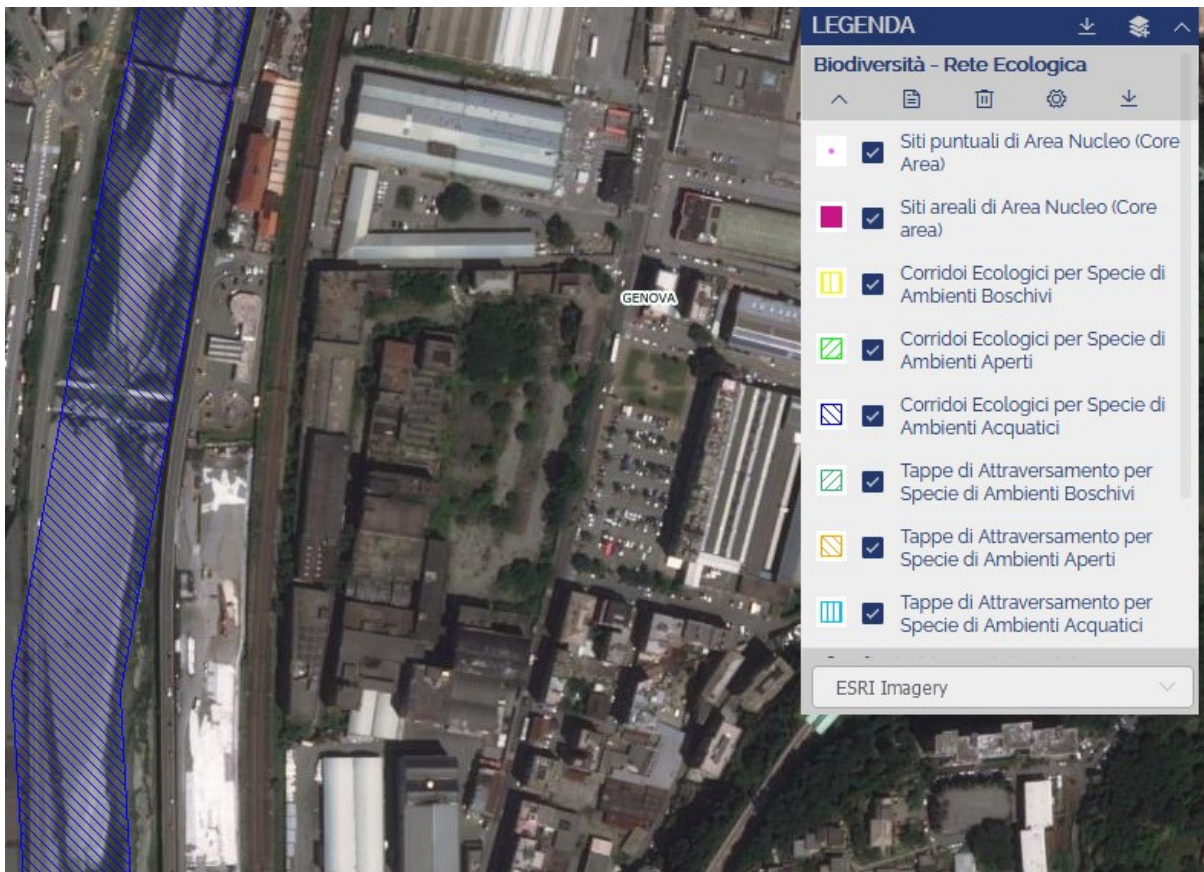 LEGENDA
Biodiversità - Rete Ecologica
Siti puntuali di Area Nucleo (Core
Area)
Siti areali di Area Nucleo (Core
area)
Corridoi Ecologici per Specie di
Ambienti Boschivi
Corridoi Ecologici per Specie di
Ambienti Aperti
Corridoi Ecologici per Specie di
Ambienti Acquatici
Tappe di Attraversamento per
Specie di Ambienti Boschivi
Tappe di Attraversamento per
Specie di Ambienti Aperti
Tappe di Attraversamento per
Specie di Ambienti Acquatici
ESRI Imagery
GENOVA